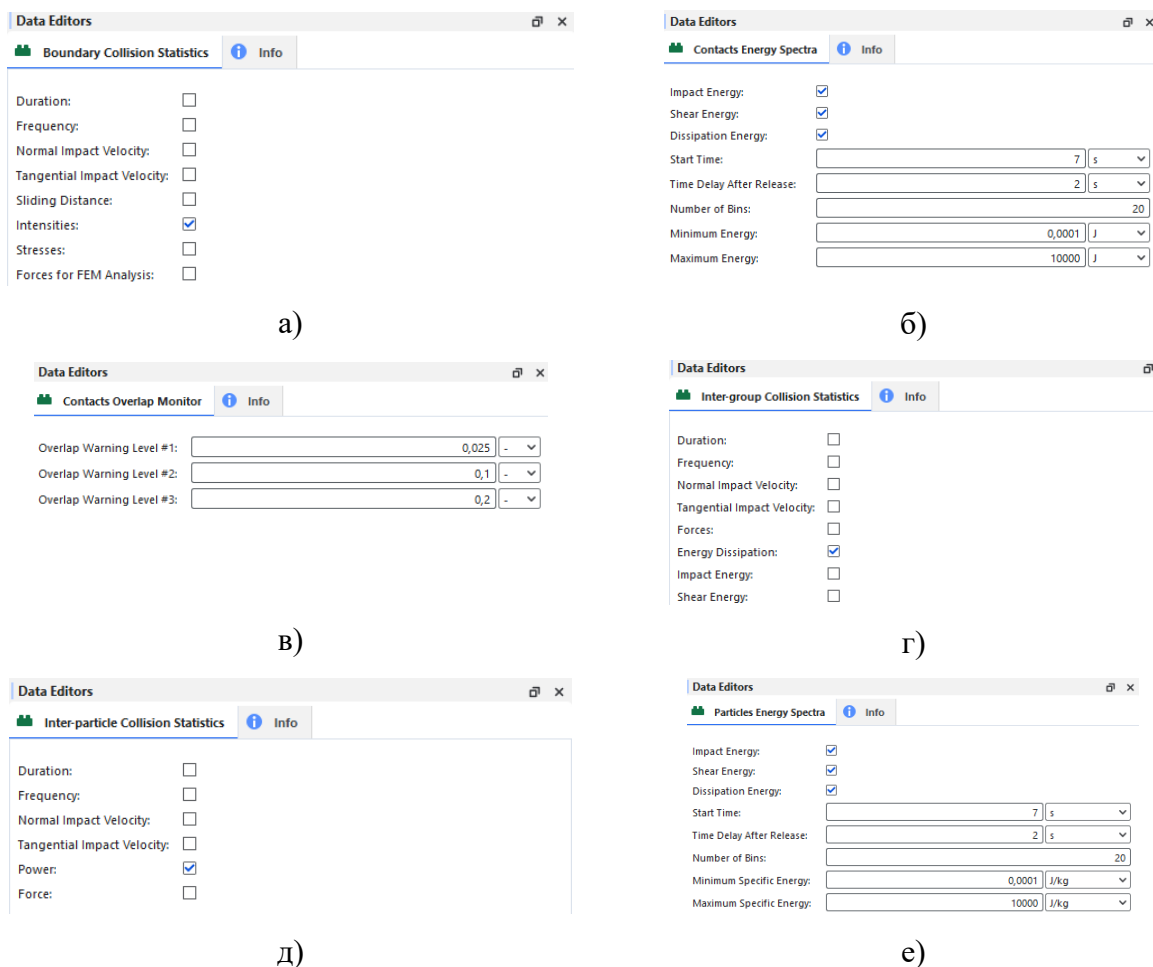 Data Editors
Boundary Collision Statistics Info
Duration:
Frequency:
Normal Impact Velocity:
Tangential Impact Velocity:
Sliding Distance:
Intensities:
Stresses:
Forces for FEM Analysis:
а)
Data Editors
Contacts Energy Spectra Info
Impact Energy:
Shear Energy:
Dissipation Energy:
Start Time: 7 s
Time Delay After Release: 2 s
Number of Bins: 20
Minimum Energy: 0,0001 J
Maximum Energy: 10000 J
б)
Data Editors
Contacts Overlap Monitor Info
Overlap Warning Level #1: 0,025 -
Overlap Warning Level #2: 0,1 -
Overlap Warning Level #3: 0,2 -
в)
Data Editors
Inter-group Collision Statistics Info
Duration:
Frequency:
Normal Impact Velocity:
Tangential Impact Velocity:
Forces:
Energy Dissipation:
Impact Energy:
Shear Energy:
г)
Data Editors
Inter-particle Collision Statistics Info
Duration:
Frequency:
Normal Impact Velocity:
Tangential Impact Velocity:
Power:
Force:
д)
Data Editors
Particles Energy Spectra Info
Impact Energy:
Shear Energy:
Dissipation Energy:
Start Time: 7 s
Time Delay After Release: 2 s
Number of Bins: 20
Minimum Specific Energy: 0,0001 J/kg
Maximum Specific Energy: 10000 J/kg
е)